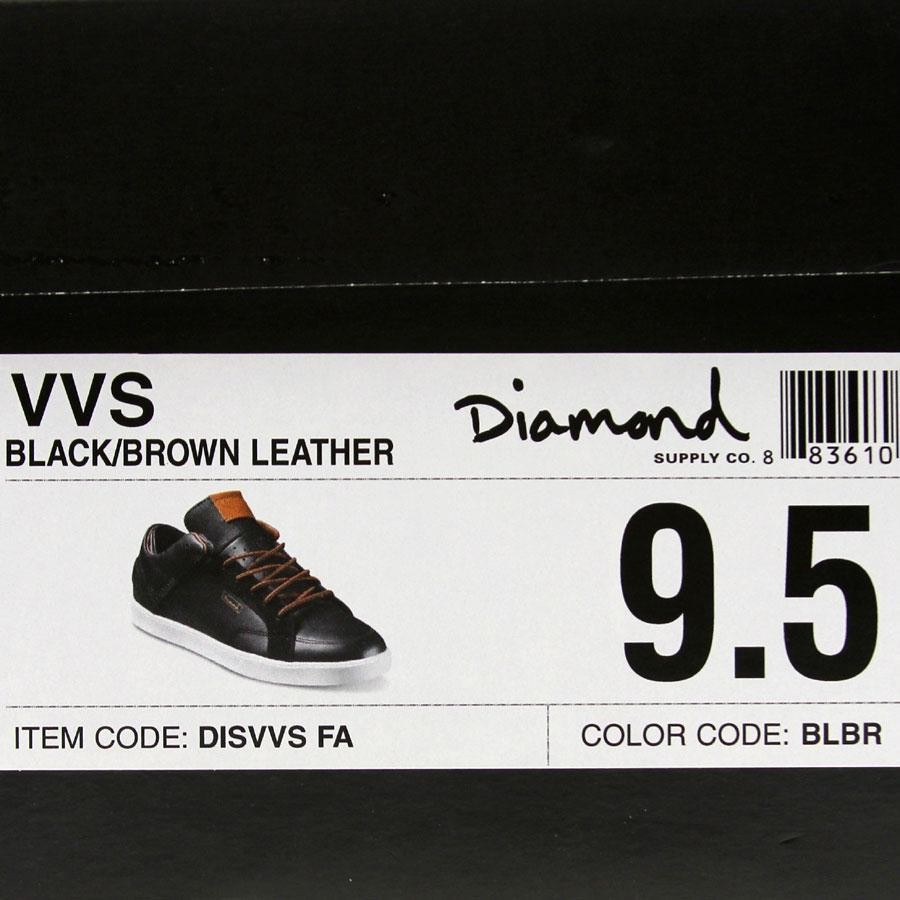 VVS
BLACK/BROWN LEATHER
Diamond
SUPPLY CO.
8 83610
9.5
ITEM CODE: DISVVS FA
COLOR CODE: BLBR